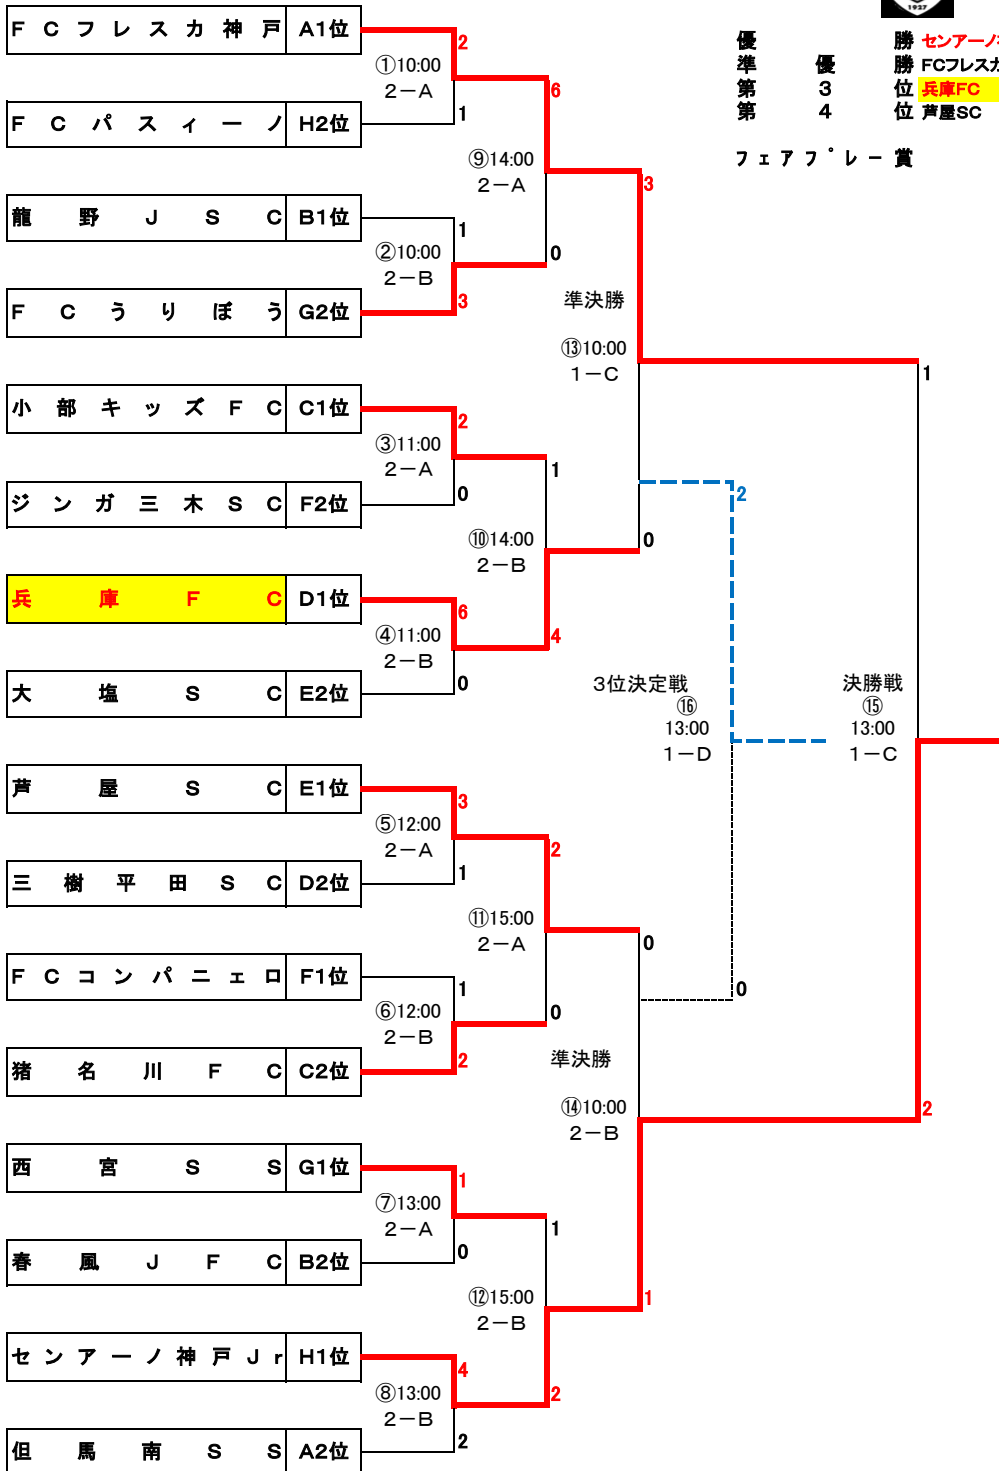 1927
優勝 センアーノ
準優勝 FCフレスカ
第3位 兵庫FC
第4位 芦屋SC
フェアプレー賞
FCフレスカ神戸 A1位
2
①10:00
2-A
6
1
FCパスィーノ H2位
⑨14:00
2-A
3
龍野JSC B1位
1
②10:00
2-B
0
3
FCうりぼう G2位
準決勝
⑬10:00
1-C
1
小部キッズFC C1位
2
③11:00
2-A
1
0
ジンガ三木SC F2位
2
⑩14:00
2-B
0
兵庫FC D1位
6
④11:00
2-B
4
0
大塩SC E2位
3位決定戦
⑯
13:00
1-D
決勝戦
⑮
13:00
1-C
芦屋SC E1位
3
⑤12:00
2-A
2
1
三樹平田SC D2位
⑪15:00
2-A
0
FCコンパニェロ F1位
1
0
⑥12:00
2-B
0
2
猪名川FC C2位
準決勝
⑭10:00
2-B
2
西宮SS G1位
1
⑦13:00
2-A
1
0
春風JFC B2位
⑫15:00
2-B
1
センアーノ神戸Jr H1位
4
⑧13:00
2-B
2
2
但馬南SS A2位